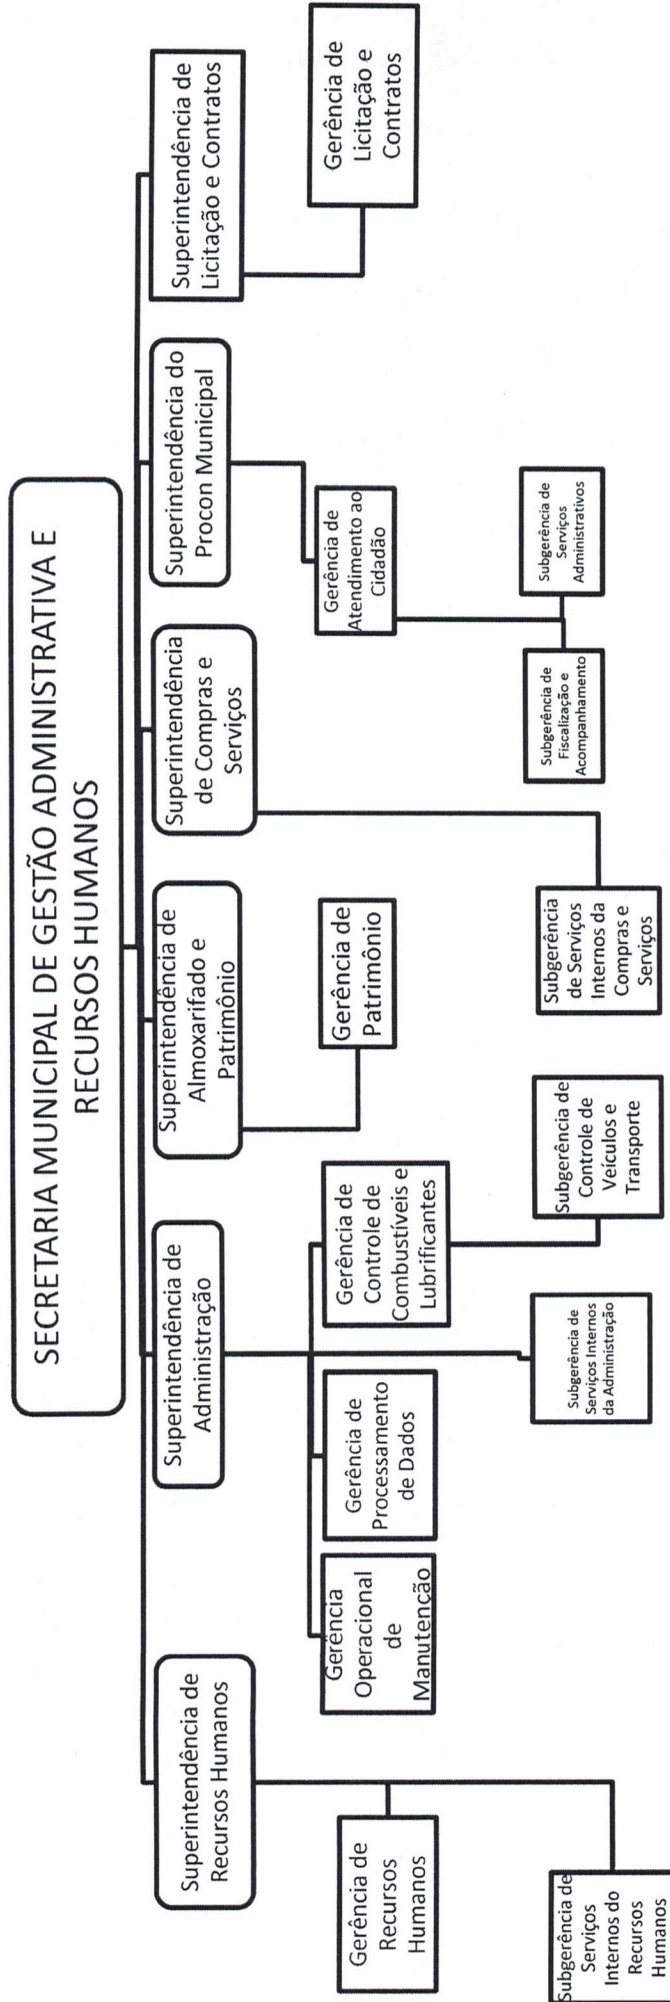 SECRETARIA MUNICIPAL DE GESTÃO ADMINISTRATIVA E
RECURSOS HUMANOS
Superintendência de
Recursos Humanos
Superintendência de
Administração
Superintendência de
Almoxarifado e
Patrimônio
Superintendência
de Compras e
Serviços
Superintendência do
Procon Municipal
Superintendência de
Licitação e Contratos
Gerência de
Recursos
Humanos
Gerência
Operacional
de
Manutenção
Gerência de
Processamento
de Dados
Gerência de
Controle de
Combustíveis e
Lubrificantes
Gerência de
Patrimônio
Gerência de
Atendimento ao
Cidadão
Gerência de
Licitação e
Contratos
Subgerência de
Serviços
Internos do
Recursos
Humanos
Subgerência de
Serviços Internos
da Administração
Subgerência de
Controle de
Veículos e
Transporte
Subgerência
de Serviços
Internos da
Compras e
Serviços
Subgerência de
Fiscalização e
Acompanhamento
Subgerência de
Serviços
Administrativos